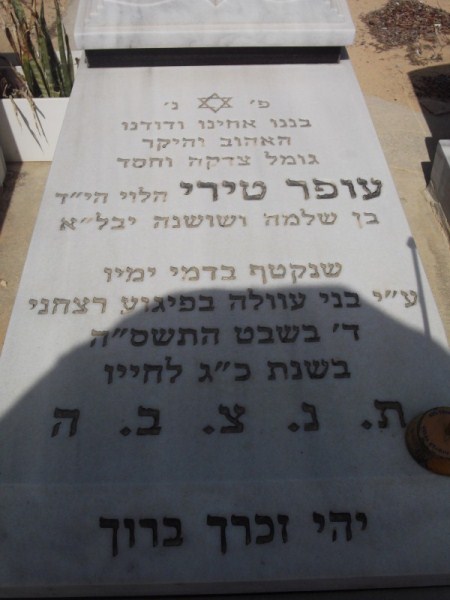 פ' נ'
בננו אחינו ודודנו
האהוב והיקר
גומל צדקה וחסד
עופר טירי הלוי הי"ד
בן שלמה ושושנה יבל"א
שנקטף בדמי ימיו
ע"י בני עוולה בפיגוע רצחני
ד' בשבט התשס"ה
בשנת כ"ג לחייו
ת. נ. צ. ב. ה
יהי זכרך ברוך